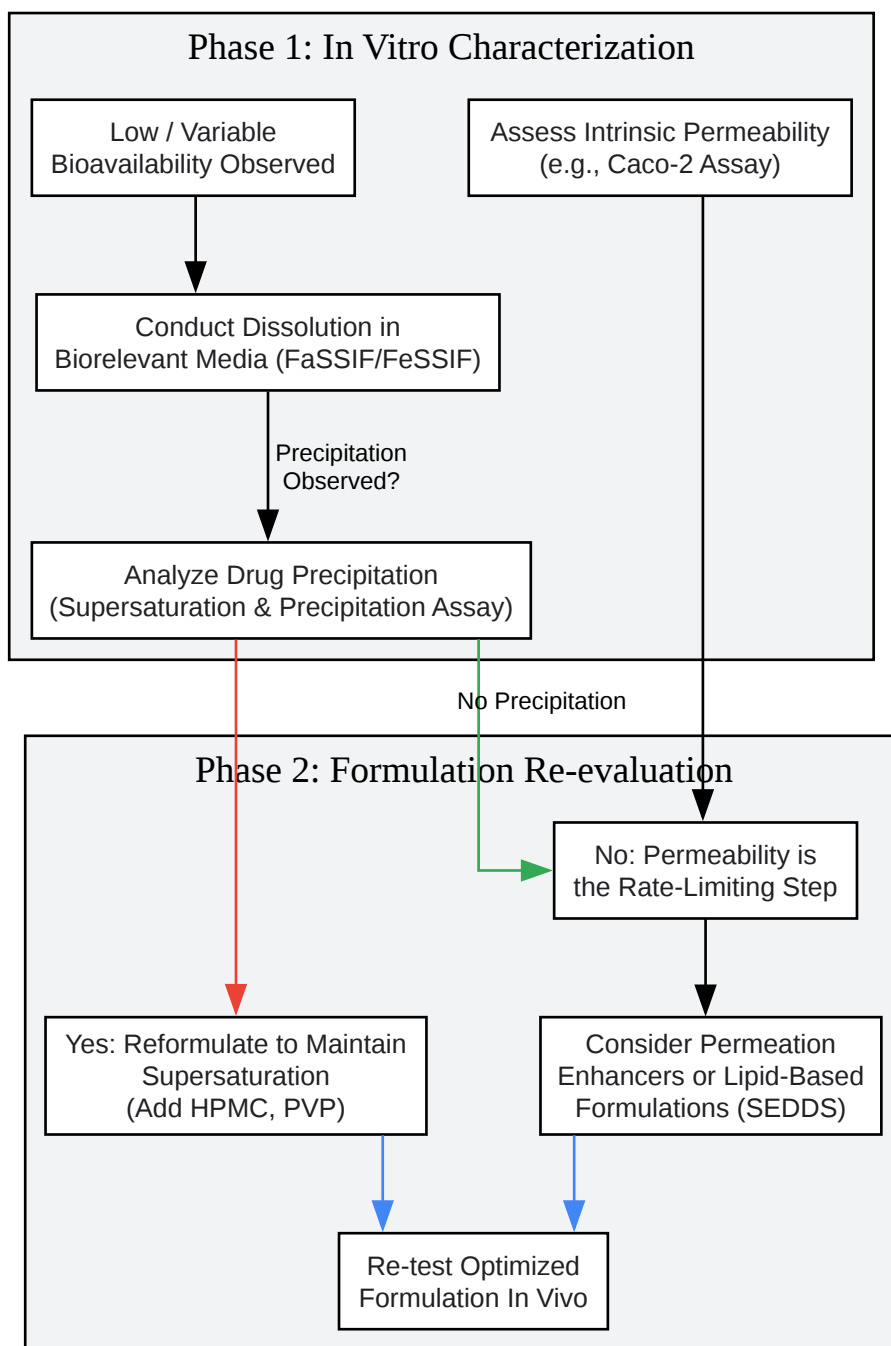 Phase 1: In Vitro Characterization
Low / Variable
Bioavailability Observed
Assess Intrinsic Permeability
(e.g., Caco-2 Assay)
Conduct Dissolution in
Biorelevant Media (FaSSIF/FeSSIF)
Precipitation
Observed?
Analyze Drug Precipitation
(Supersaturation & Precipitation Assay)
No Precipitation
Phase 2: Formulation Re-evaluation
No: Permeability is
the Rate-Limiting Step
Yes: Reformulate to Maintain
Supersaturation
(Add HPMC, PVP)
Consider Permeation
Enhancers or Lipid-Based
Formulations (SEDDS)
Re-test Optimized
Formulation In Vivo